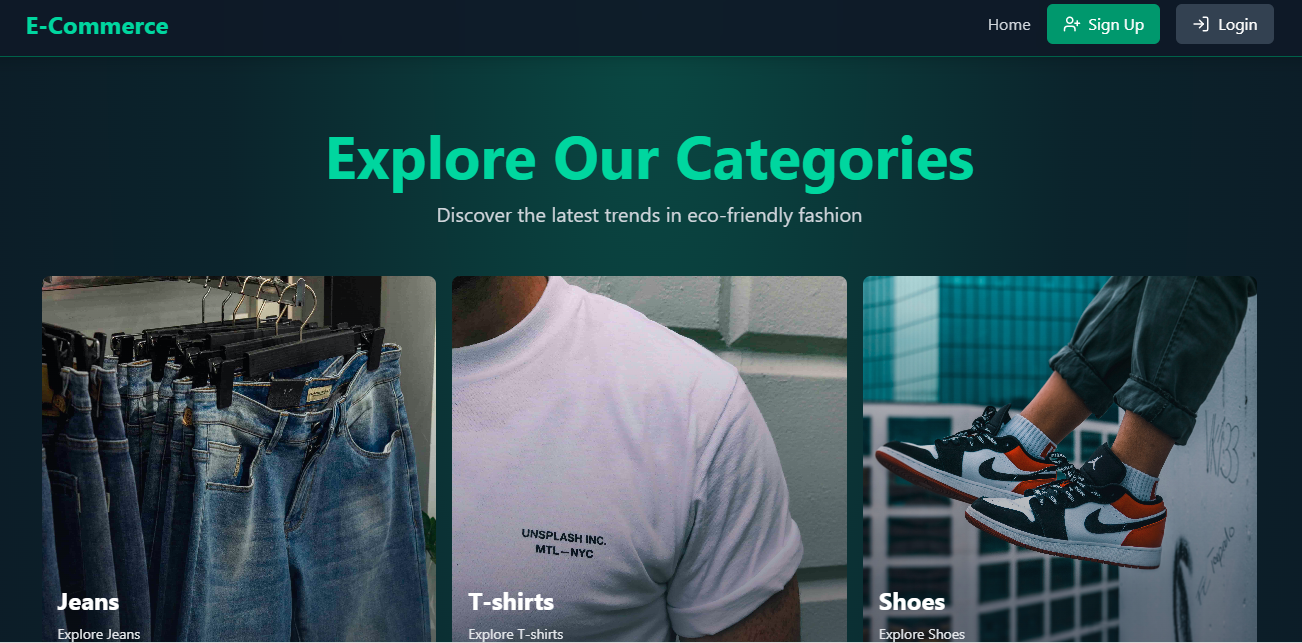 E-Commerce
Home
Sign Up
Login
Explore Our Categories
Discover the latest trends in eco-friendly fashion
UNSPLASH INC.
MTL—NYC
W33
Jeans
Explore Jeans
T-shirts
Explore T-shirts
Shoes
Explore Shoes